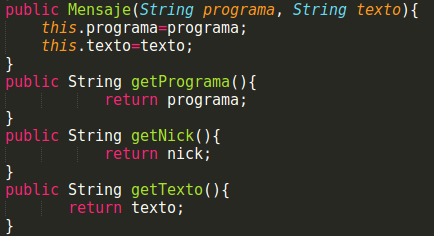 public Mensaje(String programa, String texto){
    this.programa=programa;
    this.texto=texto;
}
public String getPrograma(){
            return programa;
}
public String getNick(){
            return nick;
}
public String getTexto(){
        return texto;
}